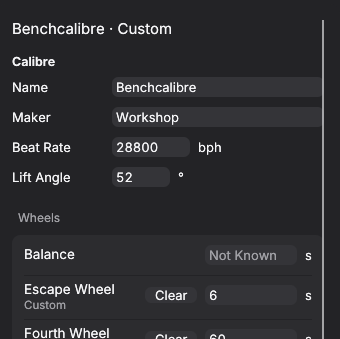 Benchcalibre · Custom
Calibre
Name Benchcalibre
Maker Workshop
Beat Rate 28800 bph
Lift Angle 52 °
Wheels
Balance Not Known s
Escape Wheel Clear 6 s
Custom
Fourth Wheel Clear 60 s